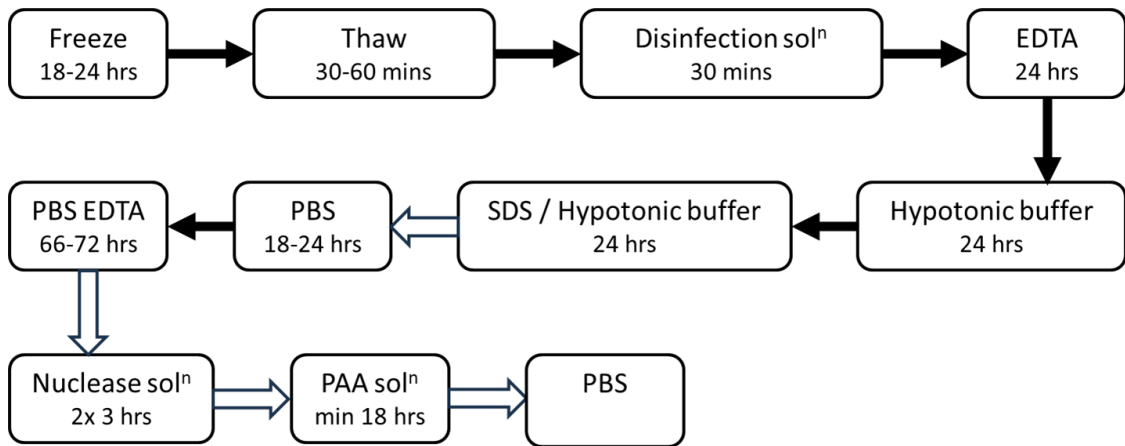 Freeze
18-24 hrs
Thaw
30-60 mins
Disinfection solⁿ
30 mins
EDTA
24 hrs
PBS EDTA
66-72 hrs
PBS
18-24 hrs
SDS / Hypotonic buffer
24 hrs
Hypotonic buffer
24 hrs
Nuclease solⁿ
2x 3 hrs
PAA solⁿ
min 18 hrs
PBS